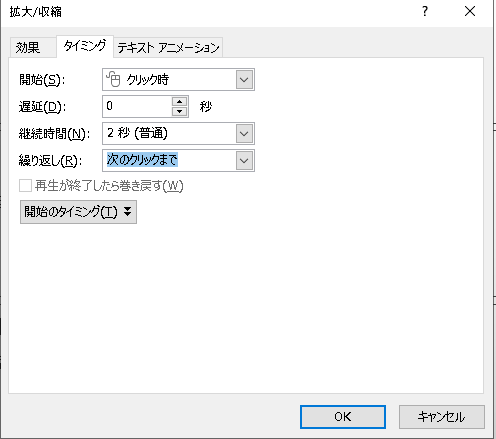 拡大/収縮 ?
効果 タイミング テキスト アニメーション
開始(S): クリック時
遅延(D): 0 秒
継続時間(N): 2 秒 (普通)
繰り返し(R): 次のクリックまで
再生が終了したら巻き戻す(W)
開始のタイミング(T)
OK キャンセル